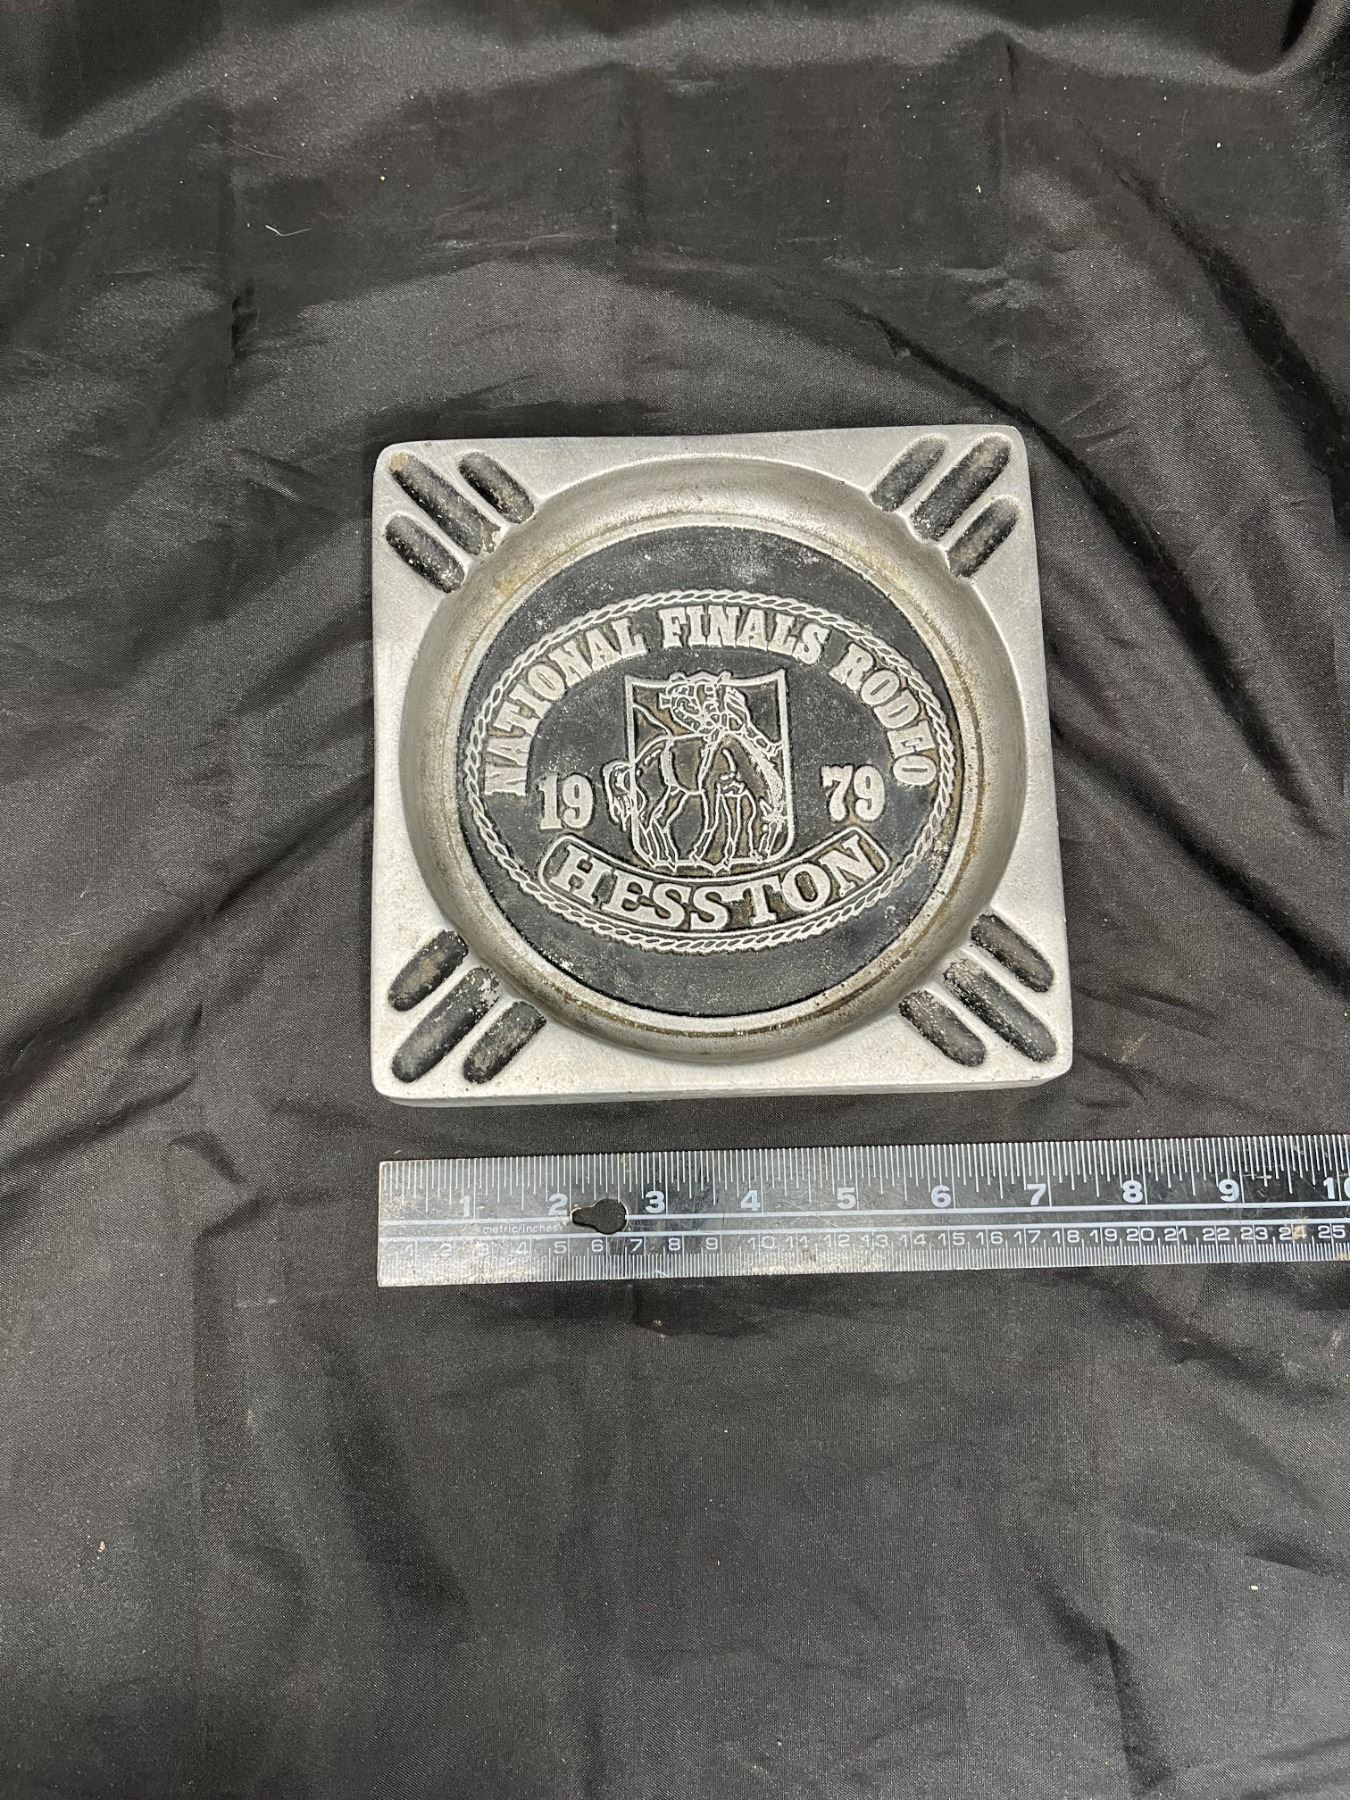 NATIONAL FINALS RODEO
19 79
HESSTON
1 2 3 4 5 6 7 8 9 10
metric/inches
1 2 3 4 5 6 7 8 9 10 11 12 13 14 15 16 17 18 19 20 21 22 23 24 25